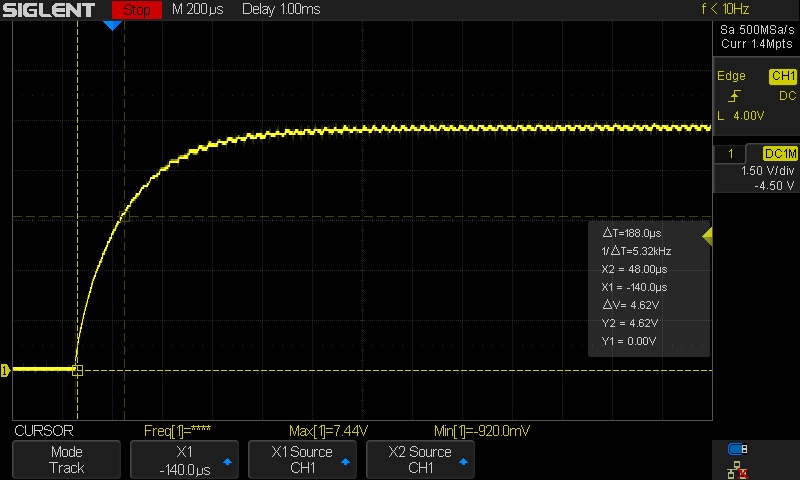 SIGLENT Stop M 200µs Delay 1.00ms f < 10Hz
Sa 500MSa/s
Curr 1.4Mpts
Edge CH1
DC
L 4.00V
1 DC1M
1.50 V/div
-4.50 V
ΔT=188.0µs
1/ΔT=5.32kHz
X2 = 48.00µs
X1 = -140.0µs
ΔV= 4.62V
Y2 = 4.62V
Y1 = 0.00V
1
CURSOR Freq[1]=**** Max[1]=7.44V Min[1]=-920.0mV
Mode
Track
X1
-140.0µs
X1 Source
CH1
X2 Source
CH1